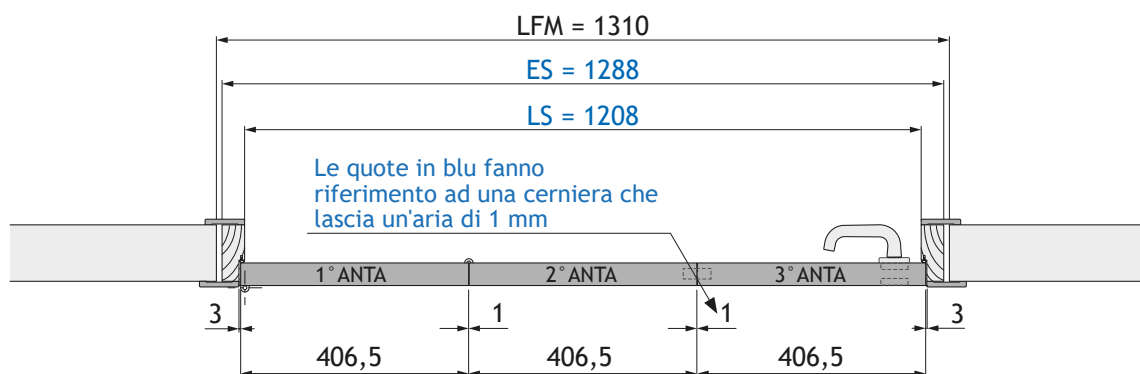 LFM = 1310
ES = 1288
LS = 1208
Le quote in blu fanno
riferimento ad una cerniera che
lascia un'aria di 1 mm
1° ANTA
2° ANTA
3° ANTA
3
1
1
3
406,5
406,5
406,5